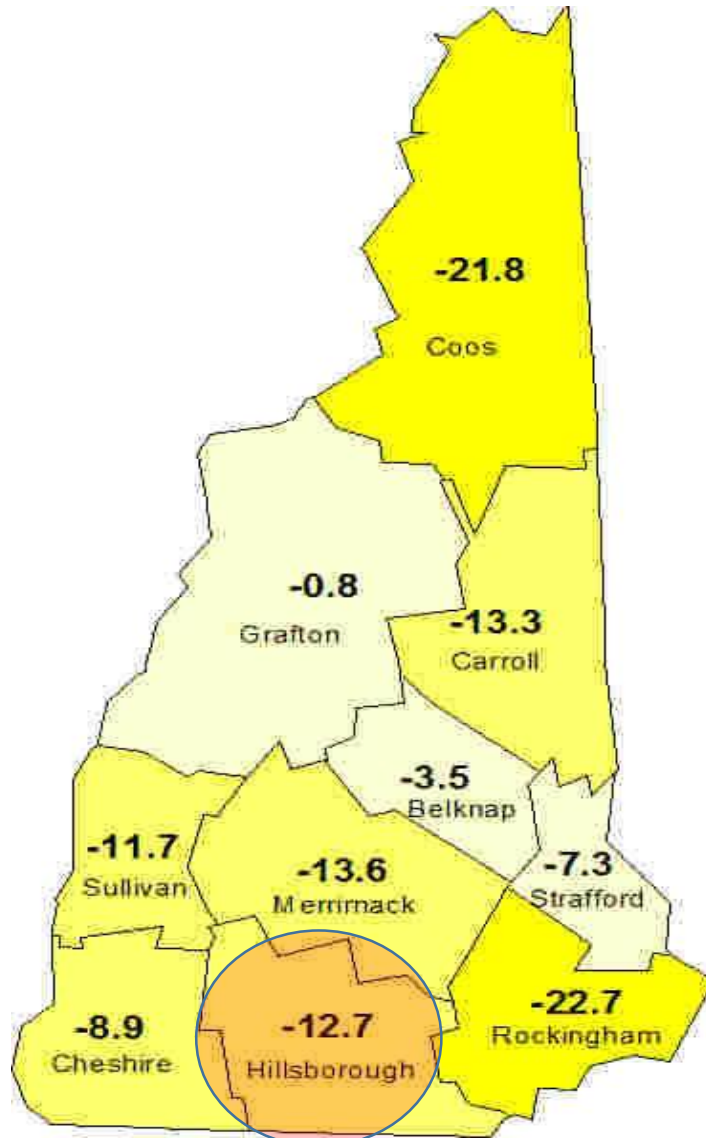 -21.8
Coos
-0.8
Grafton
-13.3
Carroll
-3.5
Belknap
-11.7
Sullivan
-13.6
Merrimack
-7.3
Strafford
-8.9
Cheshire
-12.7
Hillsborough
-22.7
Rockingham